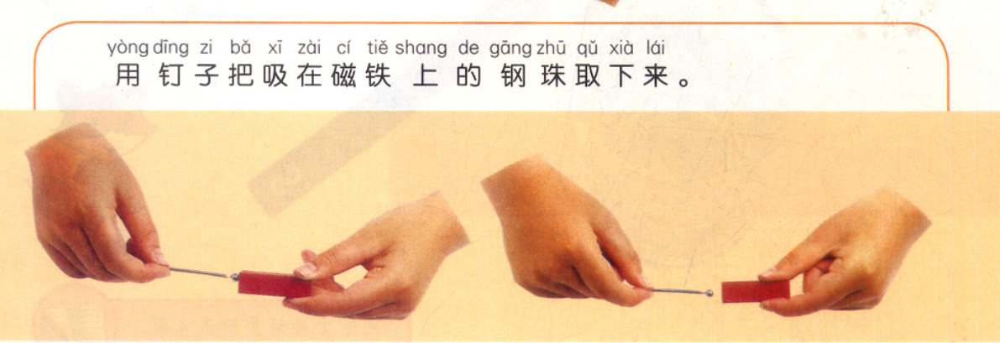 yòng dīng zi bǎ xī zài cí tiě shang de gāng zhū qǔ xià lái
用钉子把吸在磁铁上的钢珠取下来。